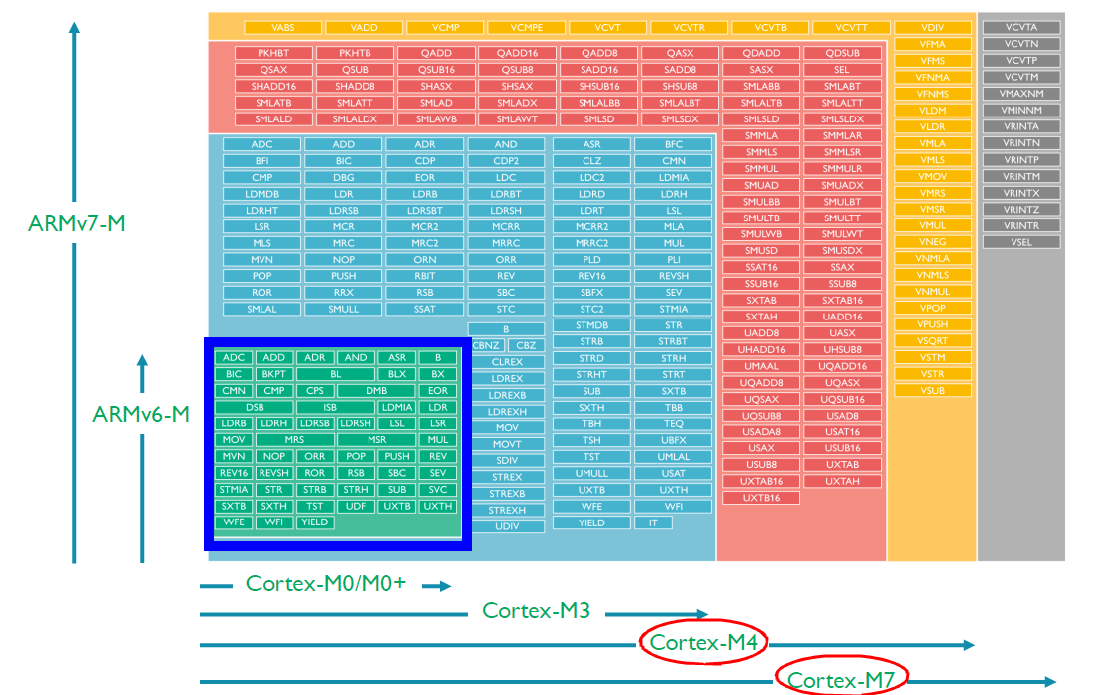 VABS VADD VCMP VCMPE VCVT VCVTR VCVTB VCVTT
PKHBT PKHTB QADD QADD16 QADD8 QASX QDADD QDSUB
QSAX QSUB QSUB16 QSUB8 SADD16 SADD8 SASX SEL
SHADD16 SHADD8 SHASX SHSAX SHSUB16 SHSUB8 SMLABB SMLABT
SMLATB SMLATT SMLAD SMLADX SMLALBB SMLALBT SMLALTB SMLALTT
SMLALD SMLALDX SMLAWB SMLAWT SMLSD SMLSDX SMLSLD SMLSLDX
SMMLA SMMLAR
SMMLS SMMLSR
SMMUL SMMULR
SMUAD SMUADX
SMULBB SMULBT
SMULTB SMULTT
SMULWB SMULWT
SMUSD SMUSDX
SSAT16 SSAX
SSUB16 SSUB8
SXTAB SXTAB16
SXTAH UADD16
UADD8 UASX
UHADD16 UHSUB8
UMAAL UQADD16
UQADD8 UQASX
UQSAX UQSUB16
UQSUB8 USAD8
USADA8 USAT16
USAX USUB16
USUB8 UXTAB
UXTAB16 UXTAH
UXTB16
VDIV
VFMA
VFMS
VFNMA
VFNMS
VLDM
VLDR
VMLA
VMLS
VMOV
VMRS
VMSR
VMUL
VNEG
VNMLA
VNMLS
VNMUL
VPOP
VPUSH
VSQRT
VSTM
VSTR
VSUB
VCVTA
VCVTN
VCVTP
VCVTM
VMAXNM
VMINNM
VRINTA
VRINTN
VRINTP
VRINTM
VRINTX
VRINTZ
VRINTR
VSEL
ADC ADD ADR AND ASR BFC
BFI BIC CDP CDP2 CLZ CMN
CMP DBG EOR LDC LDC2 LDMIA
LDMDB LDR LDRB LDRBT LDRD LDRH
LDRHT LDRSB LDRSBT LDRSH LDRT LSL
LSR MCR MCR2 MCRR MCRR2 MLA
MLS MRC MRC2 MRRC MRRC2 MUL
MVN NOP ORN ORR PLD PLI
POP PUSH RBIT REV REV16 REVSH
ROR RRX RSB SBC SBFX SEV
SMLAL SMULL SSAT STC STC2 STMIA
B STMDB STR
CBNZ CBZ STRB STRBT
CLREX STRD STRH
LDREX STRHT STRT
LDREXB SUB SXTB
LDREXH SXTH TBB
MOV TBH TEQ
MOVT TSH UBFX
SDIV TST UMLAL
STREX UMULL USAT
STREXB UXTB UXTH
STREXH WFE WFI
UDIV YIELD IT
ADC ADD ADR AND ASR B
BIC BKPT BL BLX BX
CMN CMP CPS DMB EOR
DSB ISB LDMIA LDR
LDRB LDRH LDRSB LDRSH LSL LSR
MOV MRS MSR MUL
MVN NOP ORR POP PUSH REV
REV16 REVSH ROR RSB SBC SEV
STMIA STR STRB STRH SUB SVC
SXTB SXTH TST UDF UXTB UXTH
WFE WFI YIELD
ARMv7-M
ARMv6-M
Cortex-M0/M0+
Cortex-M3
Cortex-M4
Cortex-M7